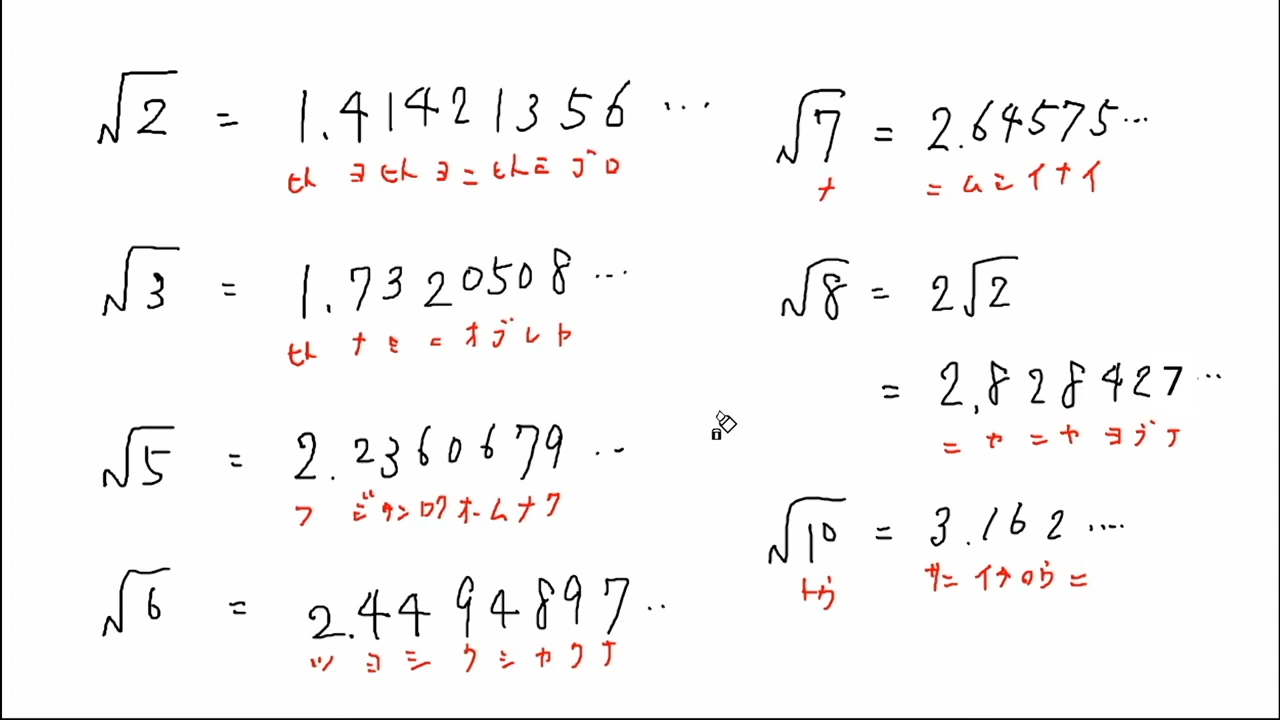 √2 = 1.41421356…
ヒトヨヒトヨニヒトミゴロ
√3 = 1.7320508…
ヒトナミニオゴレヤ
√5 = 2.2360679…
フジサンロクオームナク
√6 = 2.4494897…
ツヨシクシヤクナ
√7 = 2.64575…
ナ ニムシイナイ
√8 = 2√2
= 2.828427…
ニヤニヤヨブナ
√10 = 3.162…
トウ サンイチロウニ